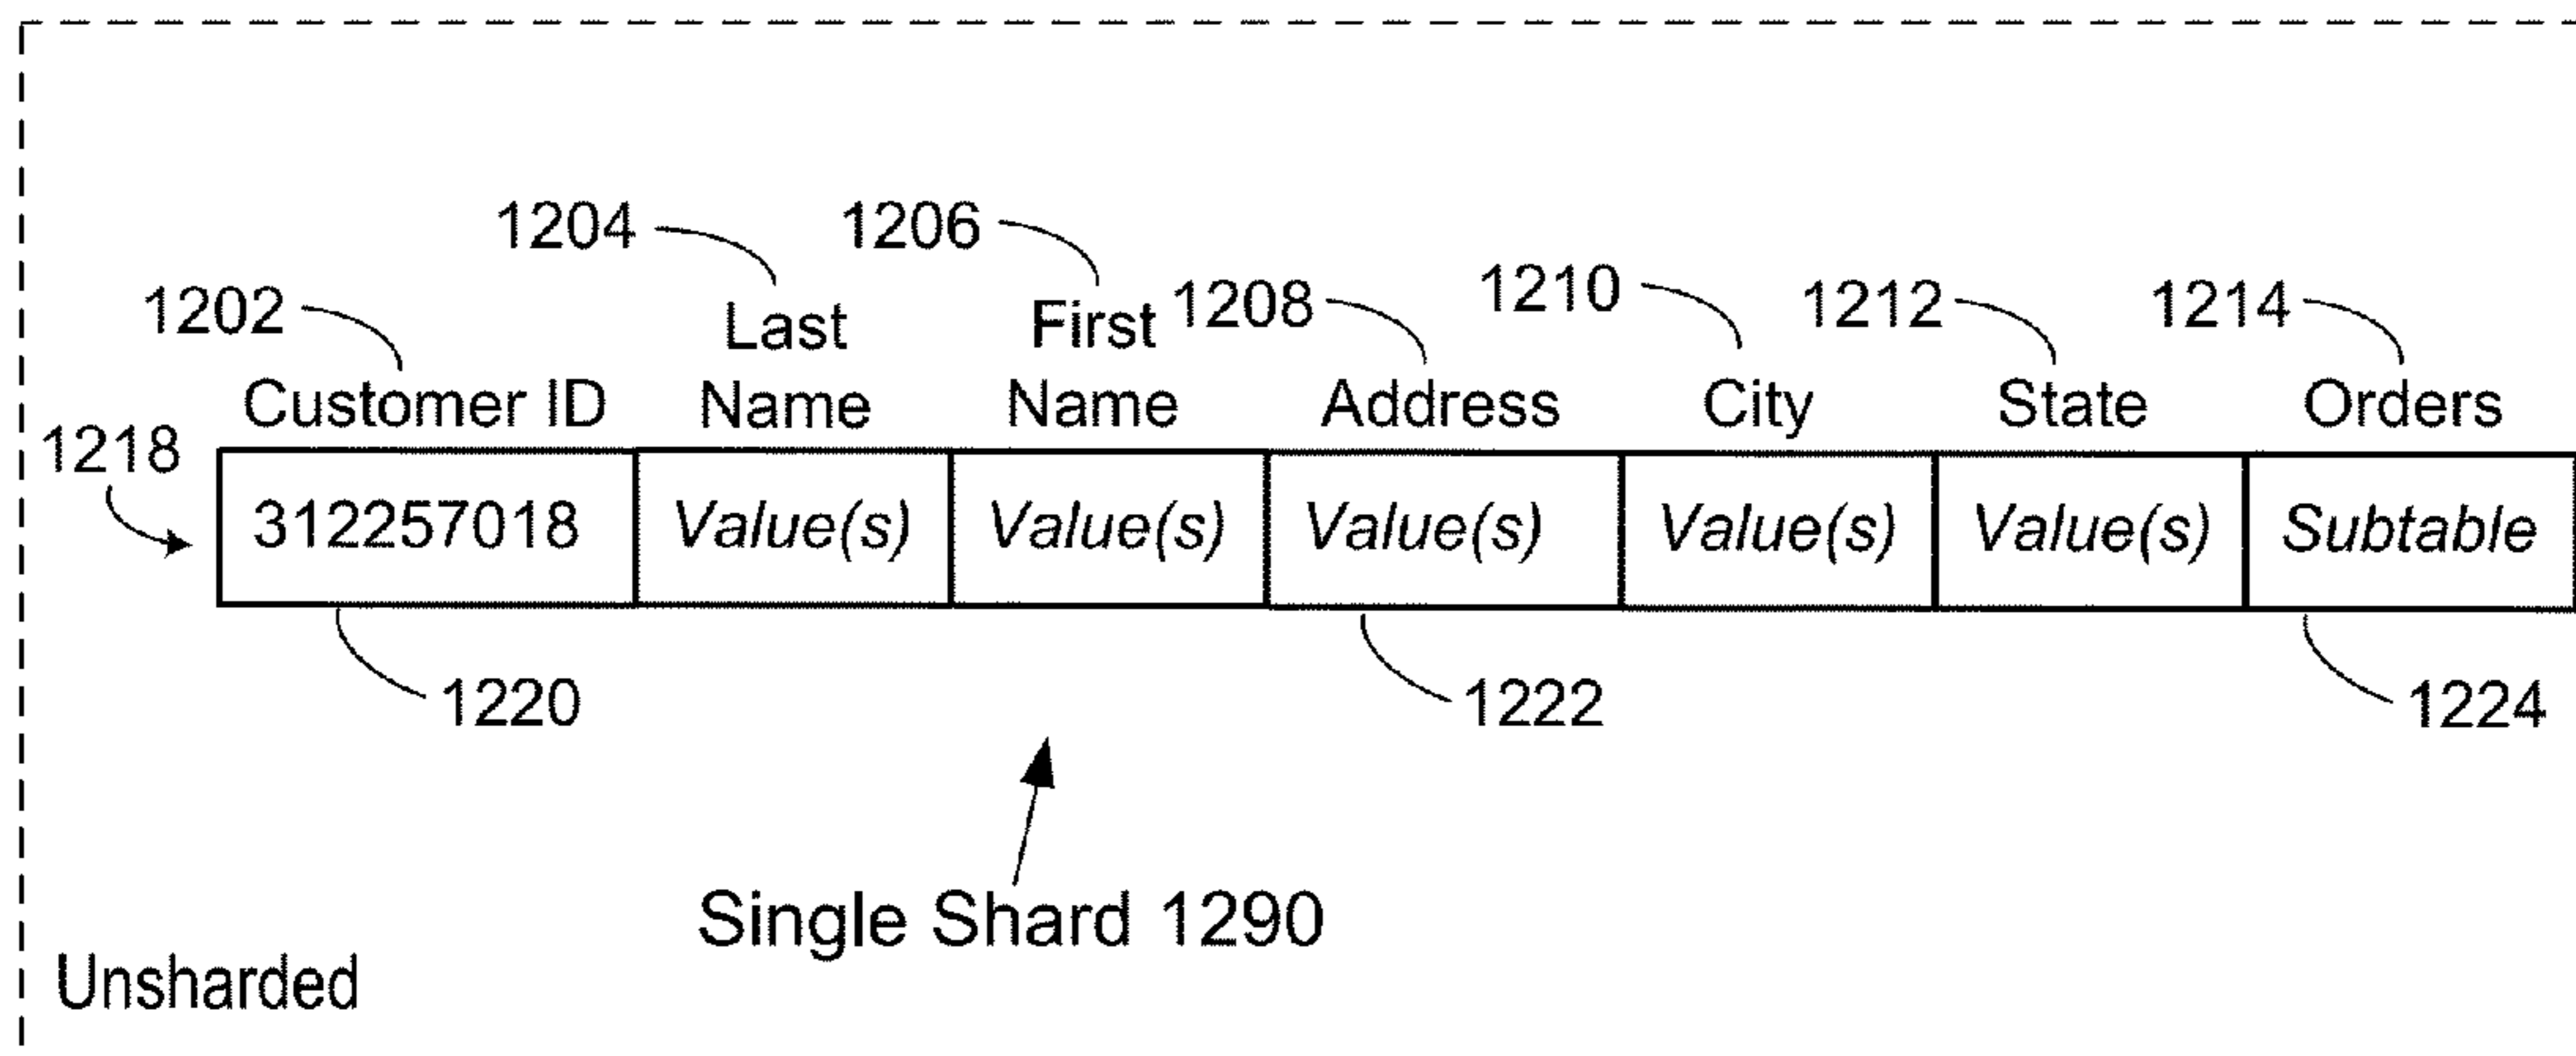 1204 1206
1202 Last First 1208 1210 1212 1214
Customer ID Name Name Address City State Orders
1218
312257018 Value(s) Value(s) Value(s) Value(s) Value(s) Subtable
1220 1222 1224
Single Shard 1290
Unsharded